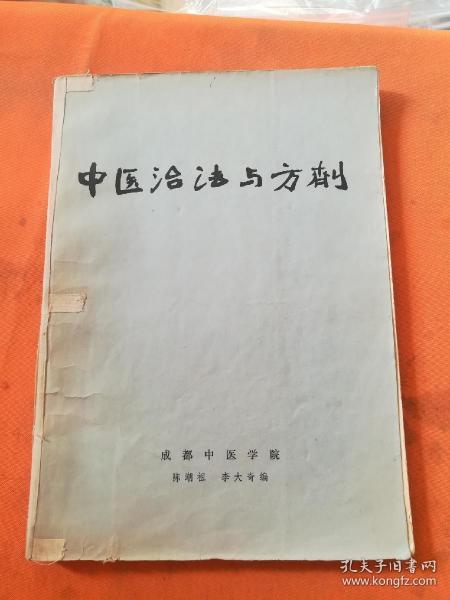 中医治法与方剂
成都中医学院
陈潮祖 李大奇编
孔夫子旧书网
www.kongfz.com